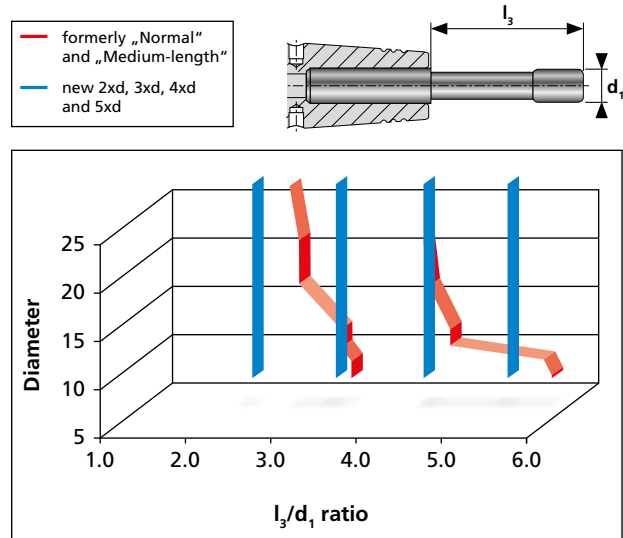 formerly „Normal“
and „Medium-length“
new 2xd, 3xd, 4xd
and 5xd
l₃
d₁
Diameter
25
20
15
10
5
1.0 2.0 3.0 4.0 5.0 6.0
l₃/d₁ ratio